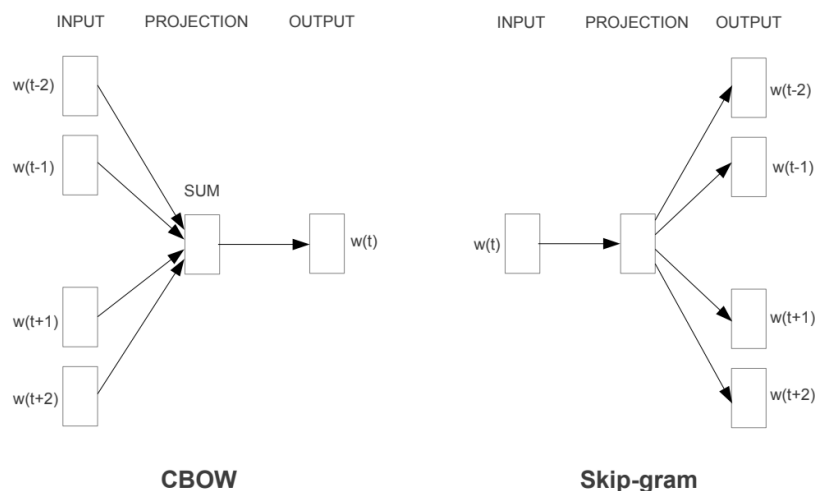 INPUT PROJECTION OUTPUT
w(t-2)
w(t-1)
SUM
w(t)
w(t+1)
w(t+2)
CBOW
INPUT PROJECTION OUTPUT
w(t-2)
w(t-1)
w(t)
w(t+1)
w(t+2)
Skip-gram